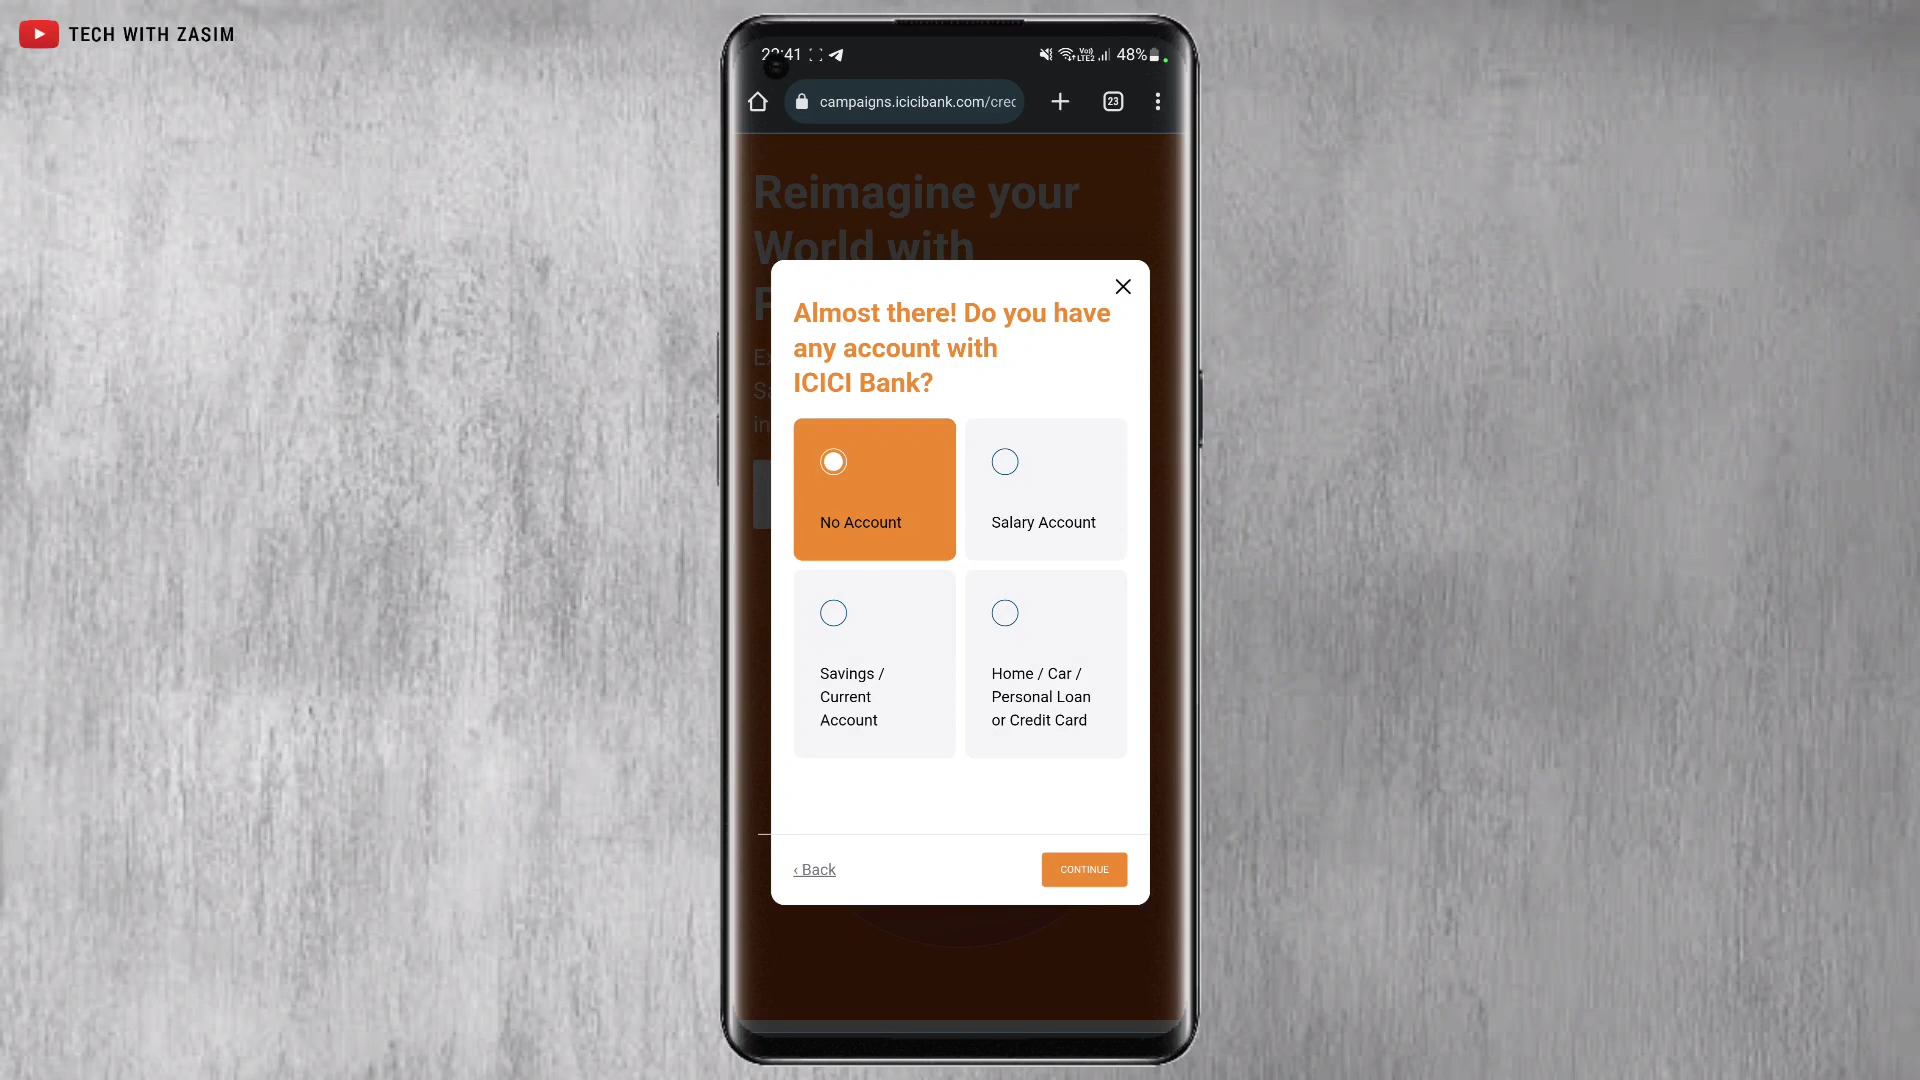 TECH WITH ZASIM
22:41
48%
campaigns.icicibank.com/cred
23
Reimagine your
World with
Almost there! Do you have
any account with
ICICI Bank?
No Account
Salary Account
Savings /
Current
Account
Home / Car /
Personal Loan
or Credit Card
‹ Back
CONTINUE